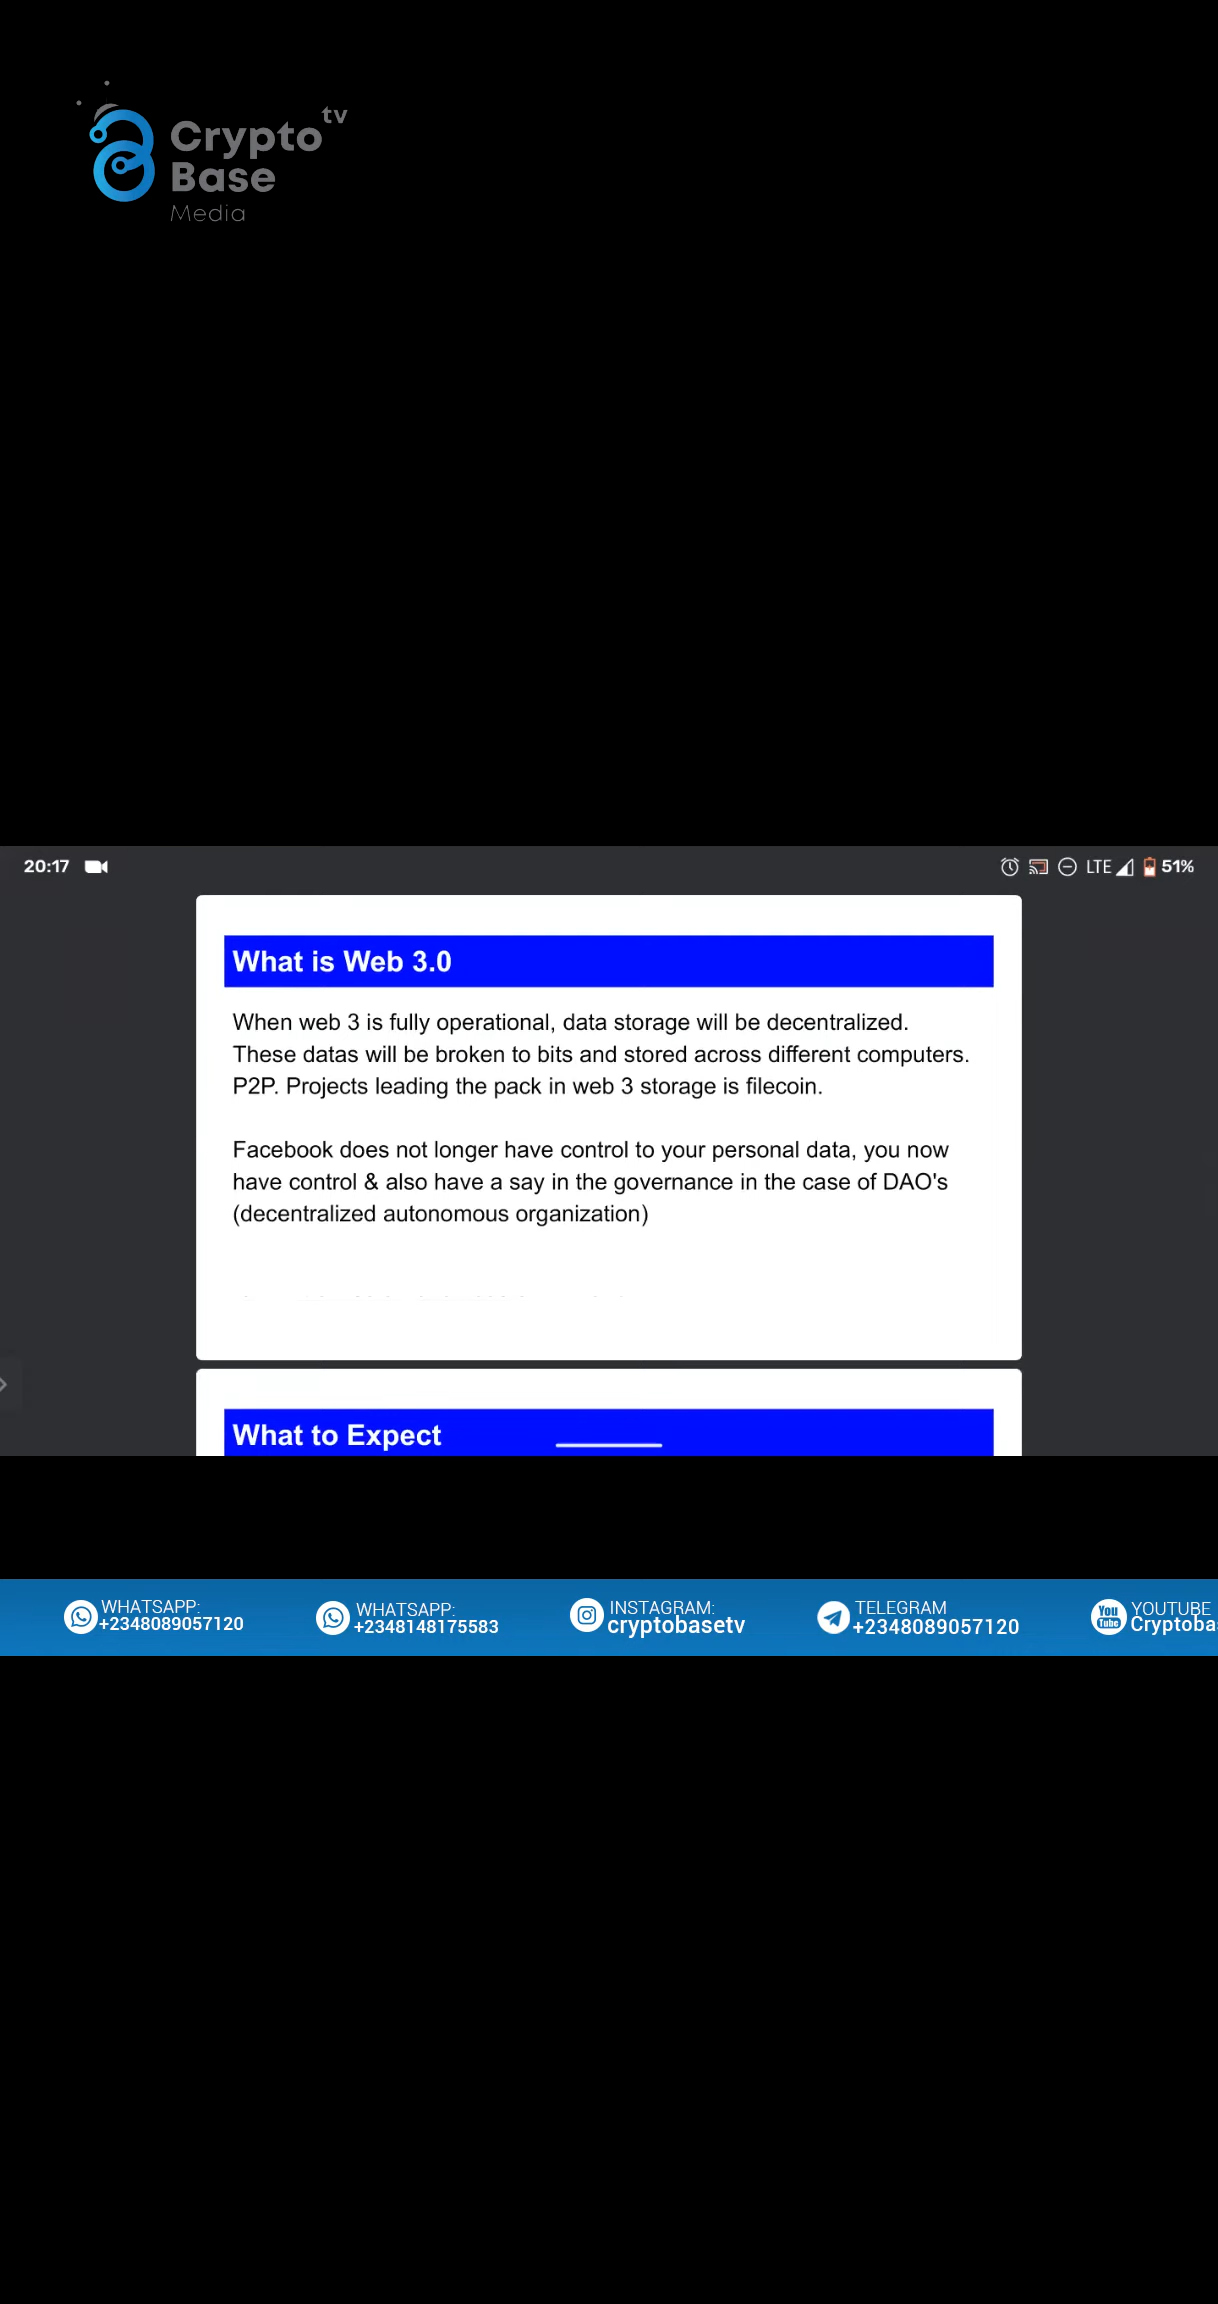 Crypto tv
Base
Media
20:17
LTE 51%
What is Web 3.0
When web 3 is fully operational, data storage will be decentralized.
These datas will be broken to bits and stored across different computers.
P2P. Projects leading the pack in web 3 storage is filecoin.
Facebook does not longer have control to your personal data, you now
have control & also have a say in the governance in the case of DAO's
(decentralized autonomous organization)
What to Expect
WHATSAPP:
+2348089057120
WHATSAPP:
+2348148175583
INSTAGRAM:
cryptobasetv
TELEGRAM
+2348089057120
You
Tube
YOUTUBE